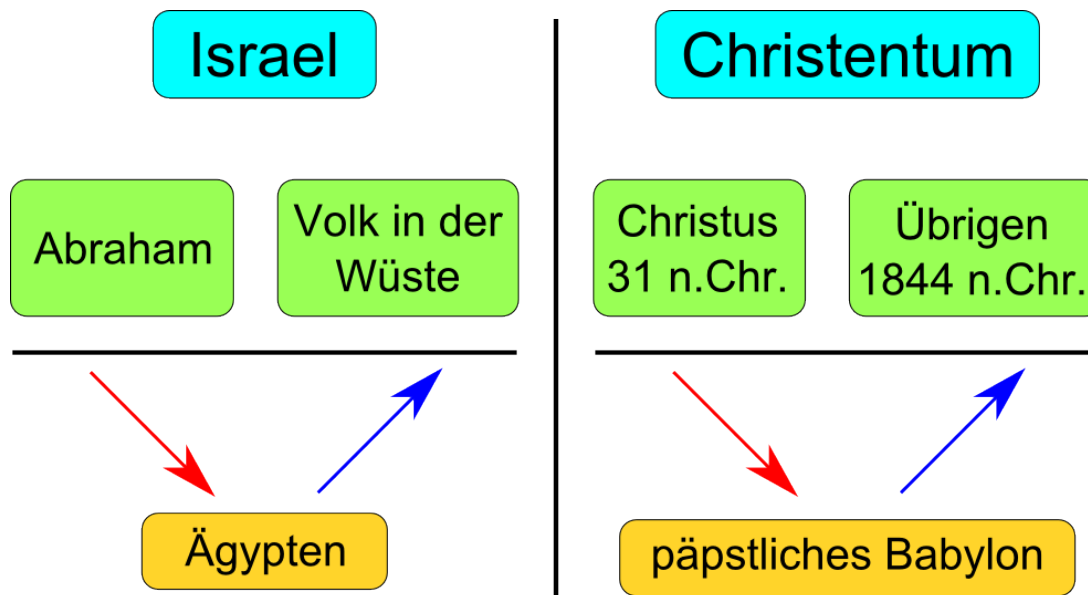 Israel
Christentum
Abraham
Volk in der
Wüste
Christus
31 n.Chr.
Übrigen
1844 n.Chr.
Ägypten
päpstliches Babylon